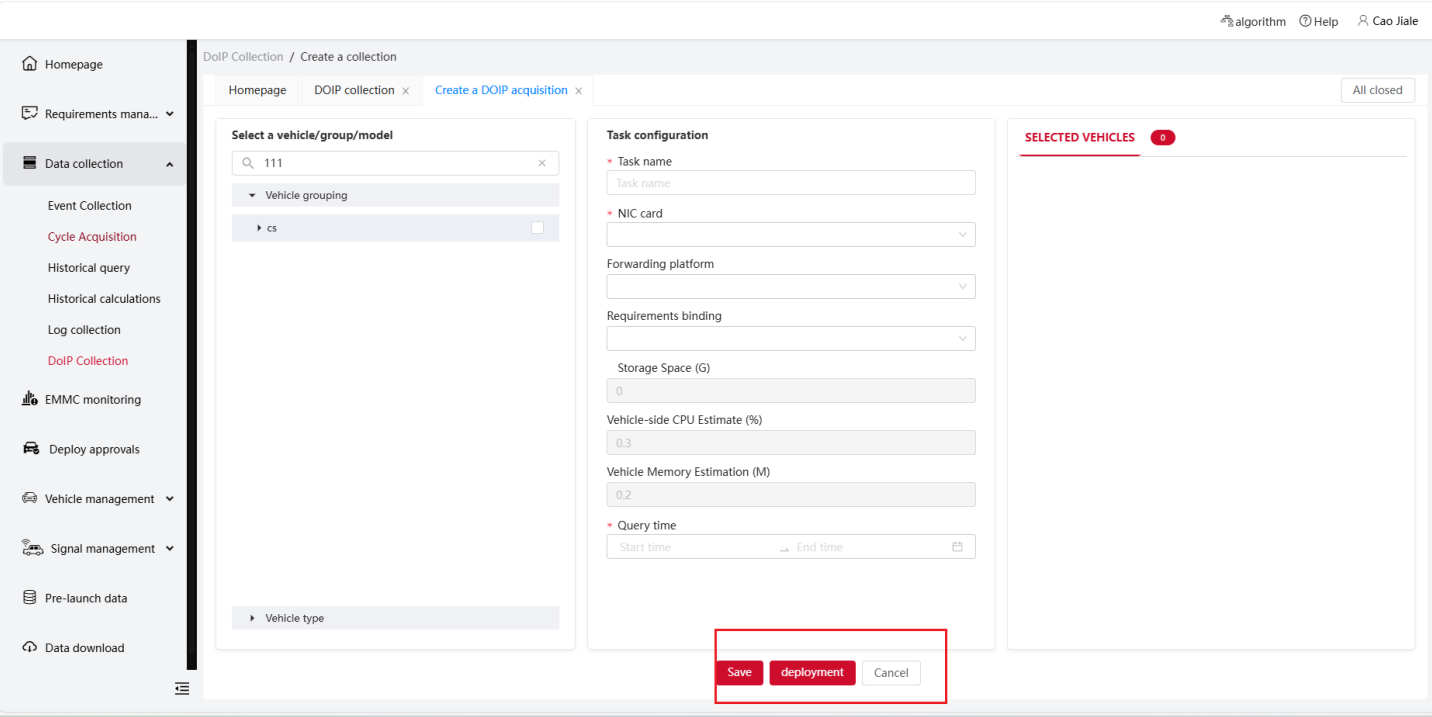 algorithm Help Cao Jiale
DoIP Collection / Create a collection
Homepage DOIP collection × Create a DOIP acquisition × All closed
Homepage
Requirements mana...
Data collection
Event Collection
Cycle Acquisition
Historical query
Historical calculations
Log collection
DoIP Collection
EMMC monitoring
Deploy approvals
Vehicle management
Signal management
Pre-launch data
Data download
Select a vehicle/group/model
111
Vehicle grouping
cs
Vehicle type
Task configuration
* Task name
Task name
* NIC card
Forwarding platform
Requirements binding
Storage Space (G)
0
Vehicle-side CPU Estimate (%)
0.3
Vehicle Memory Estimation (M)
0.2
* Query time
Start time → End time
SELECTED VEHICLES 0
Save deployment Cancel